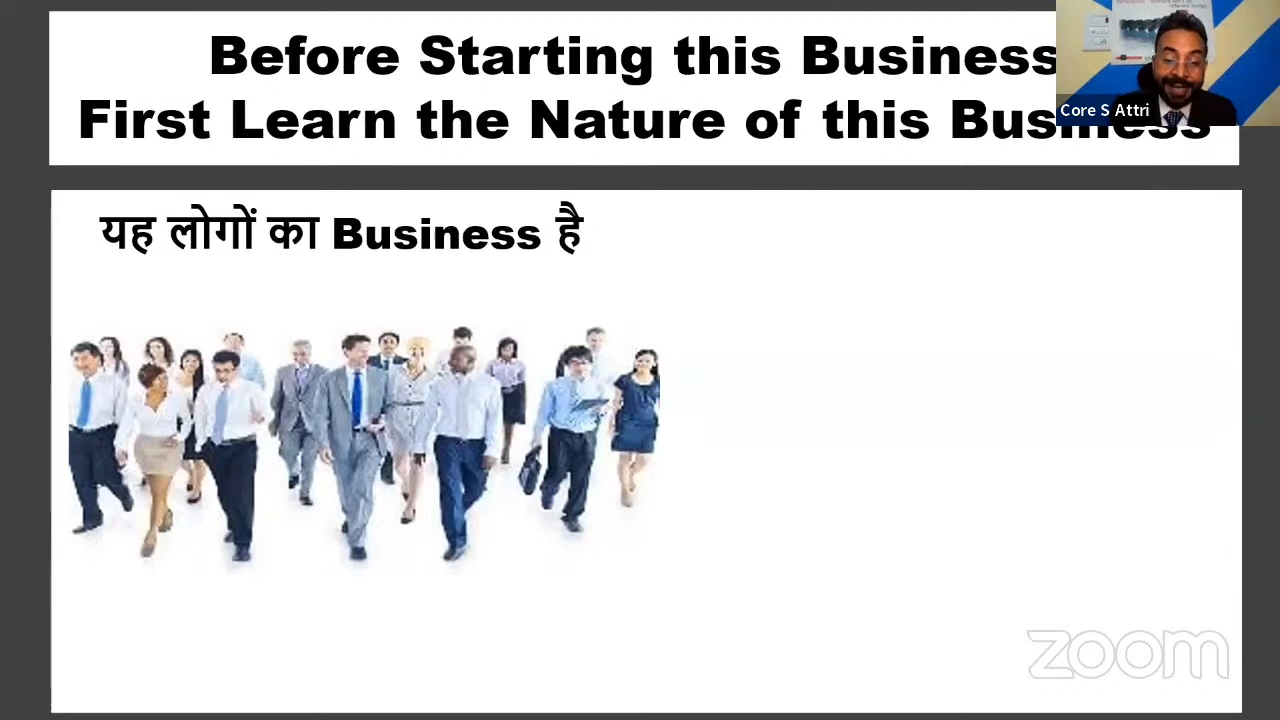 Before Starting this Business
First Learn the Nature of this Business
Core S Attri
यह लोगों का Business है
zoom